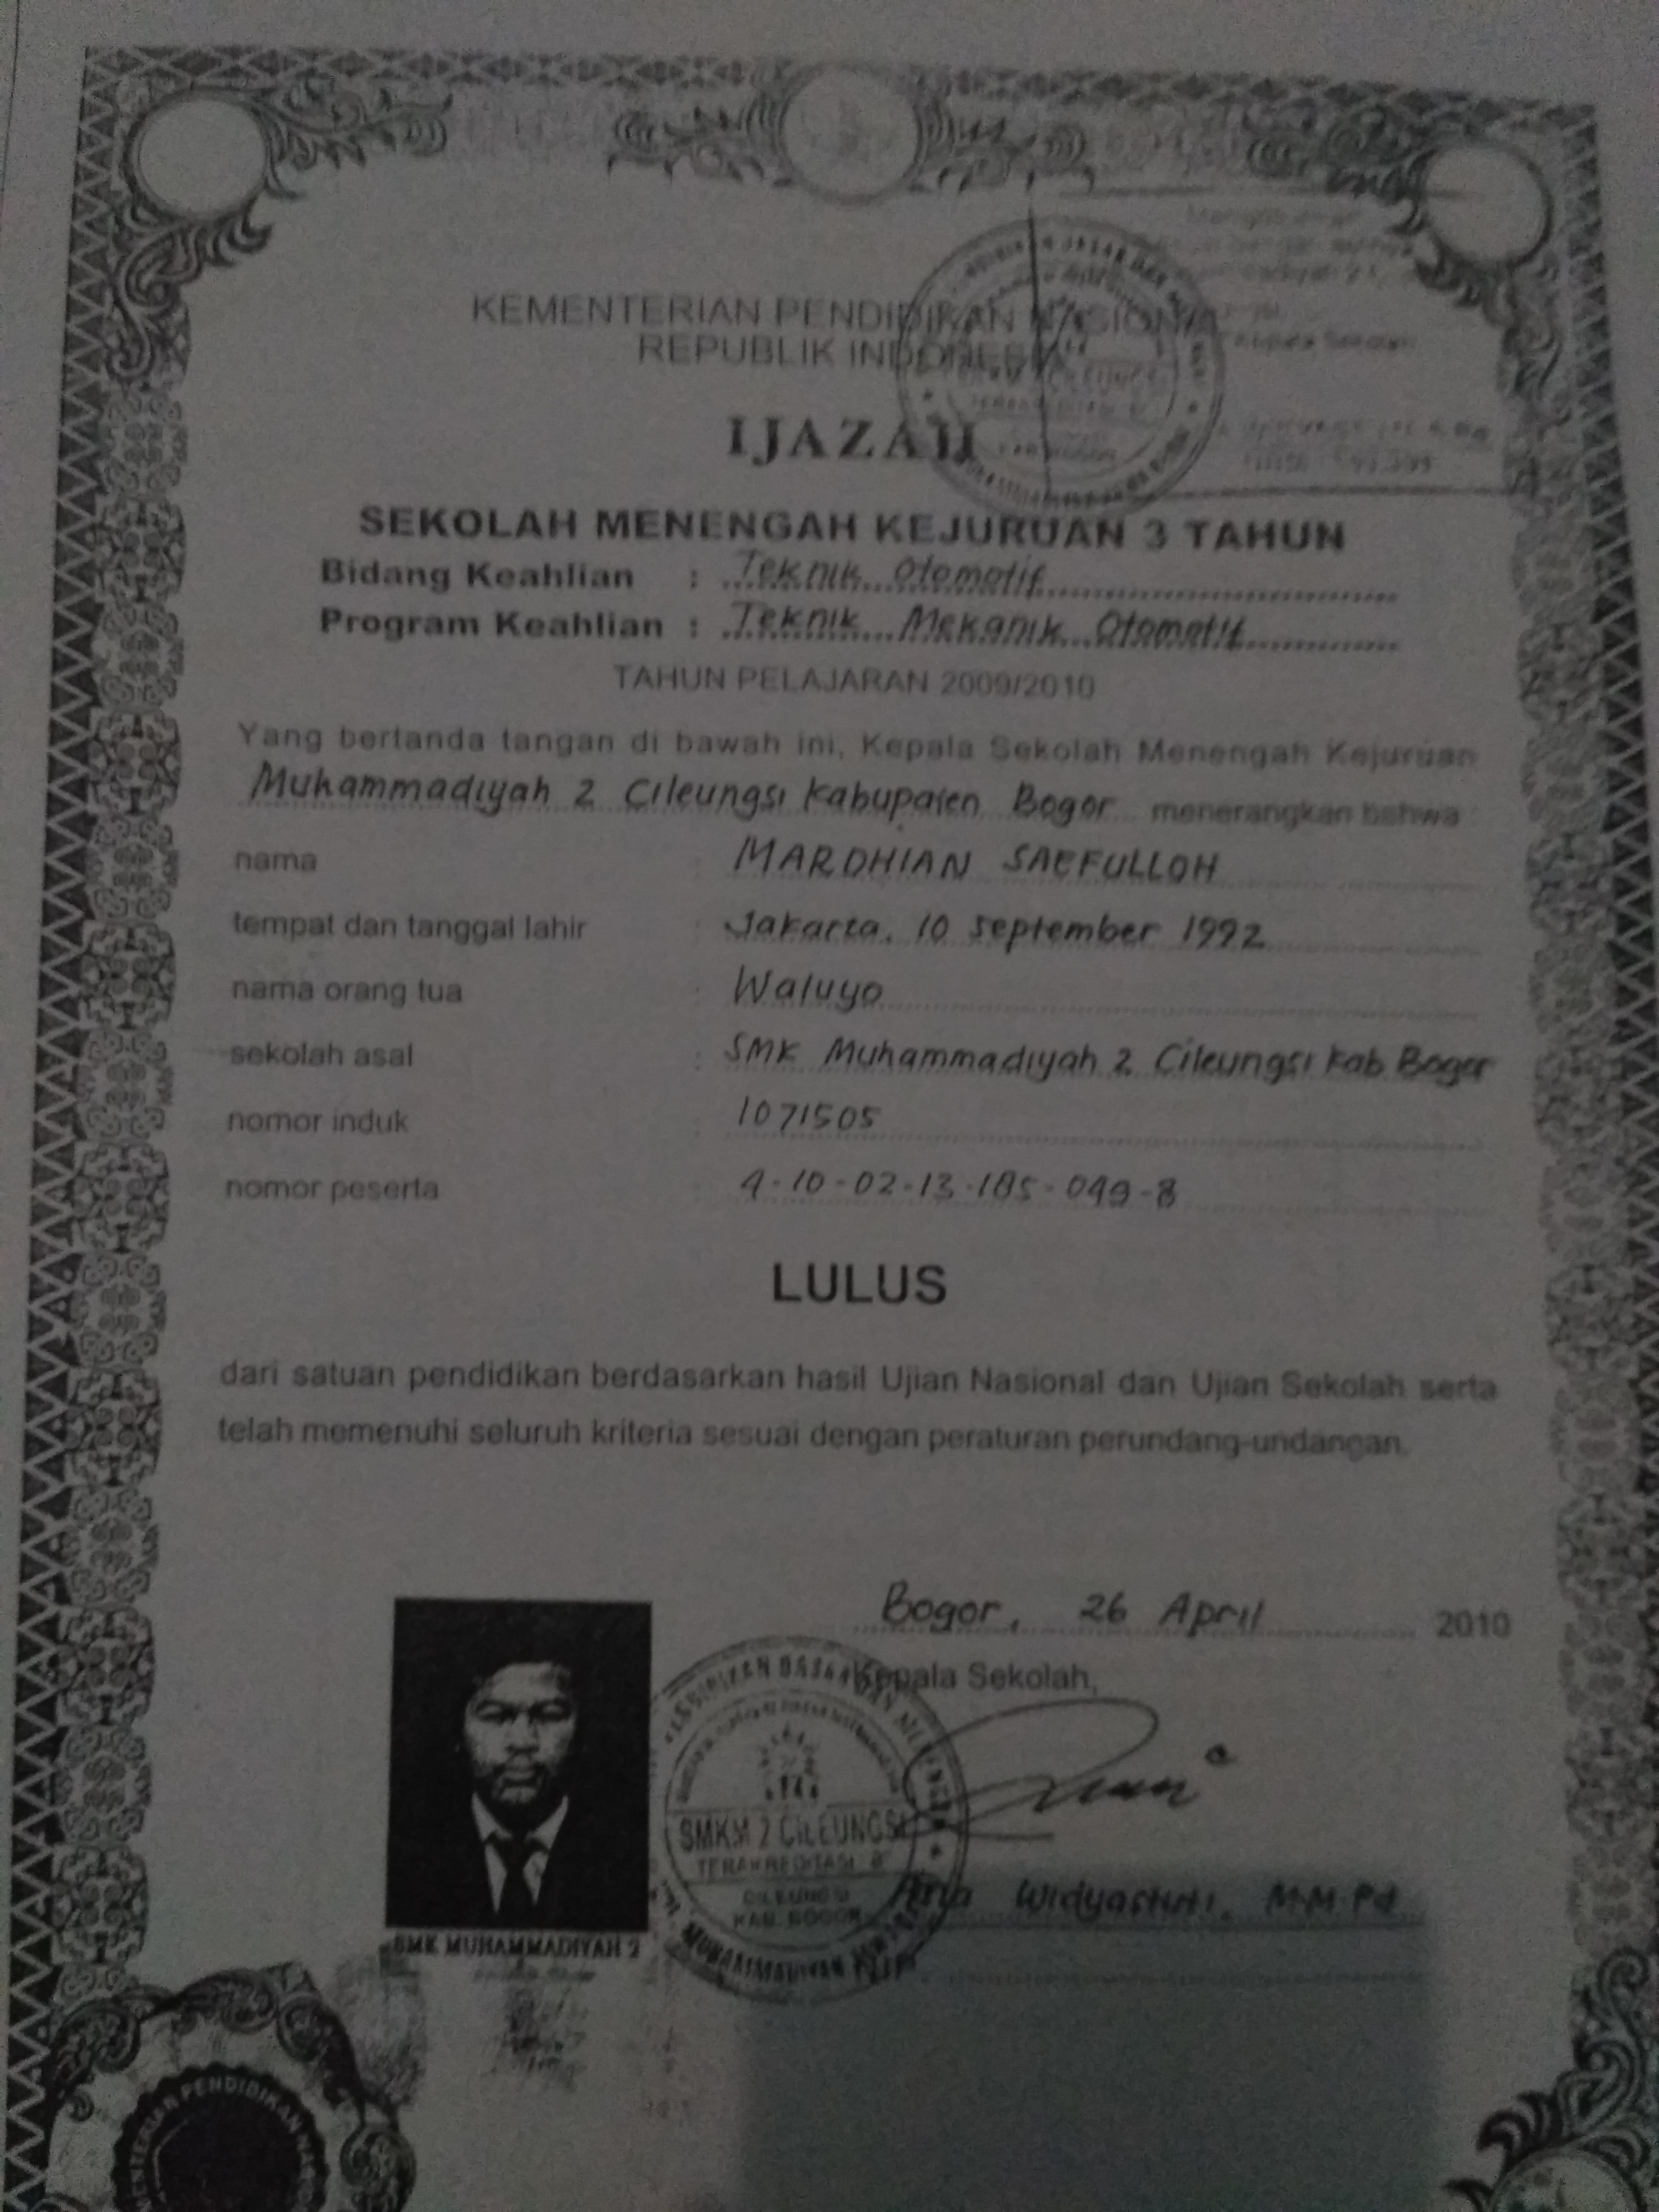 KEMENTERIAN PENDIDIKAN NASIONAL
REPUBLIK INDONESIA
IJAZAH
SEKOLAH MENENGAH KEJURUAN 3 TAHUN
Bidang Keahlian : Teknik Otomotif
Program Keahlian : Teknik Mekanik Otomotif
TAHUN PELAJARAN 2009/2010
Yang bertanda tangan di bawah ini, Kepala Sekolah Menengah Kejuruan
Muhammadiyah 2 Cileungsi Kabupaten Bogor menerangkan bahwa
nama : MARDHIAN SAEFULLOH
tempat dan tanggal lahir : Jakarta, 10 September 1992
nama orang tua : Waluyo
sekolah asal : SMK Muhammadiyah 2 Cileungsi Kab Bogor
nomor induk : 1071505
nomor peserta : 4-10-02-13-185-049-8
LULUS
dari satuan pendidikan berdasarkan hasil Ujian Nasional dan Ujian Sekolah serta
telah memenuhi seluruh kriteria sesuai dengan peraturan perundang-undangan.
Bogor, 26 April 2010
Kepala Sekolah,
SMKM 2 CILEUNGSI
TERAKREDITASI B
CILEUNGSI
KAB. BOGOR
Widyastuti, M.M.Pd
NIP.
SMK MUHAMMADIYAH 2
KEMENTERIAN PENDIDIKAN